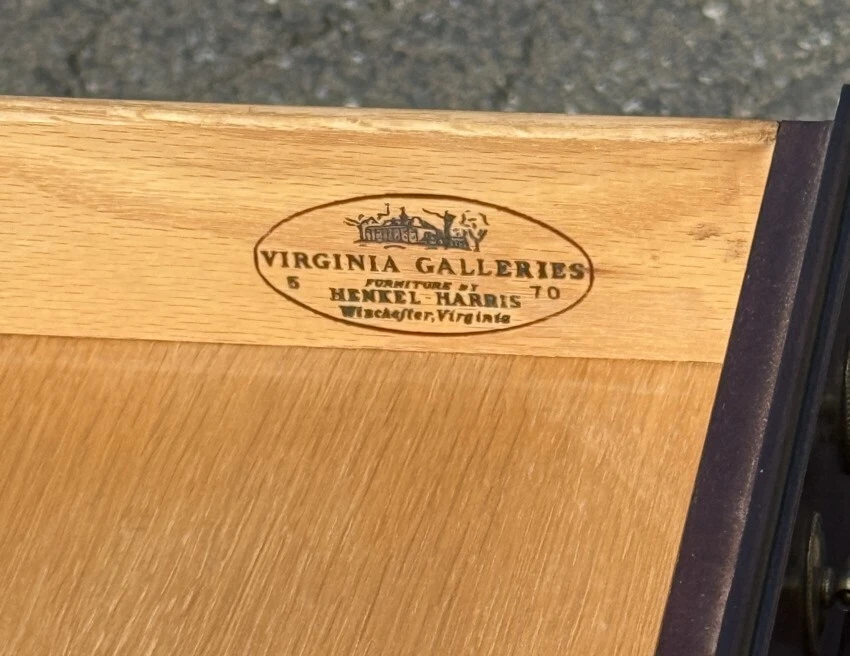 VIRGINIA GALLERIES
FURNITURE BY
5 HENKEL-HARRIS 70
Winchester, Virginia